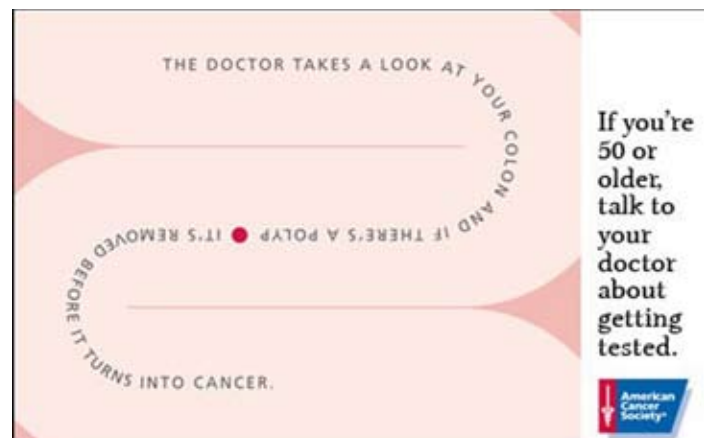 THE DOCTOR TAKES A LOOK AT YOUR COLON AND IF THERE'S A POLYP IT'S REMOVED BEFORE IT TURNS INTO CANCER.
If you're
50 or
older,
talk to
your
doctor
about
getting
tested.
American
Cancer
Society